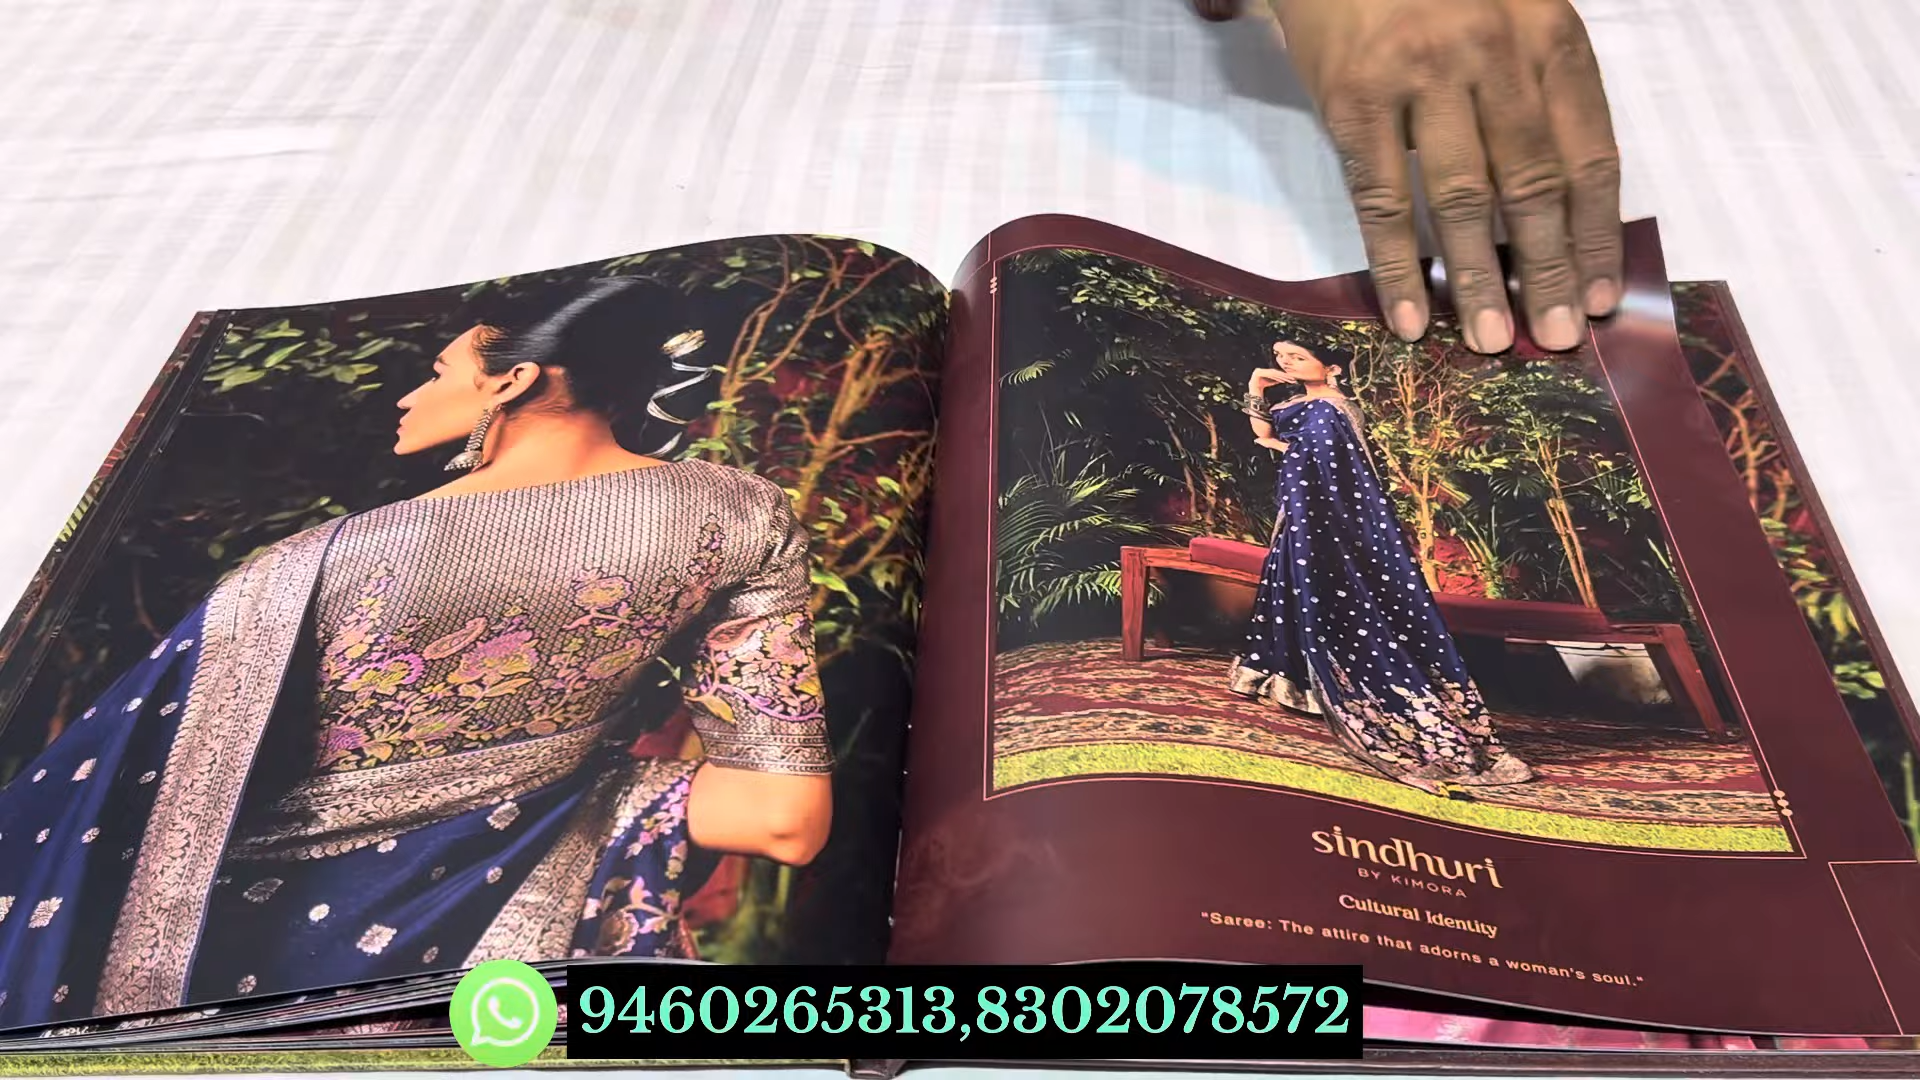 sindhuri
BY KIMORA
Cultural Identity
"Saree: The attire that adorns a woman's soul."
9460265313,8302078572